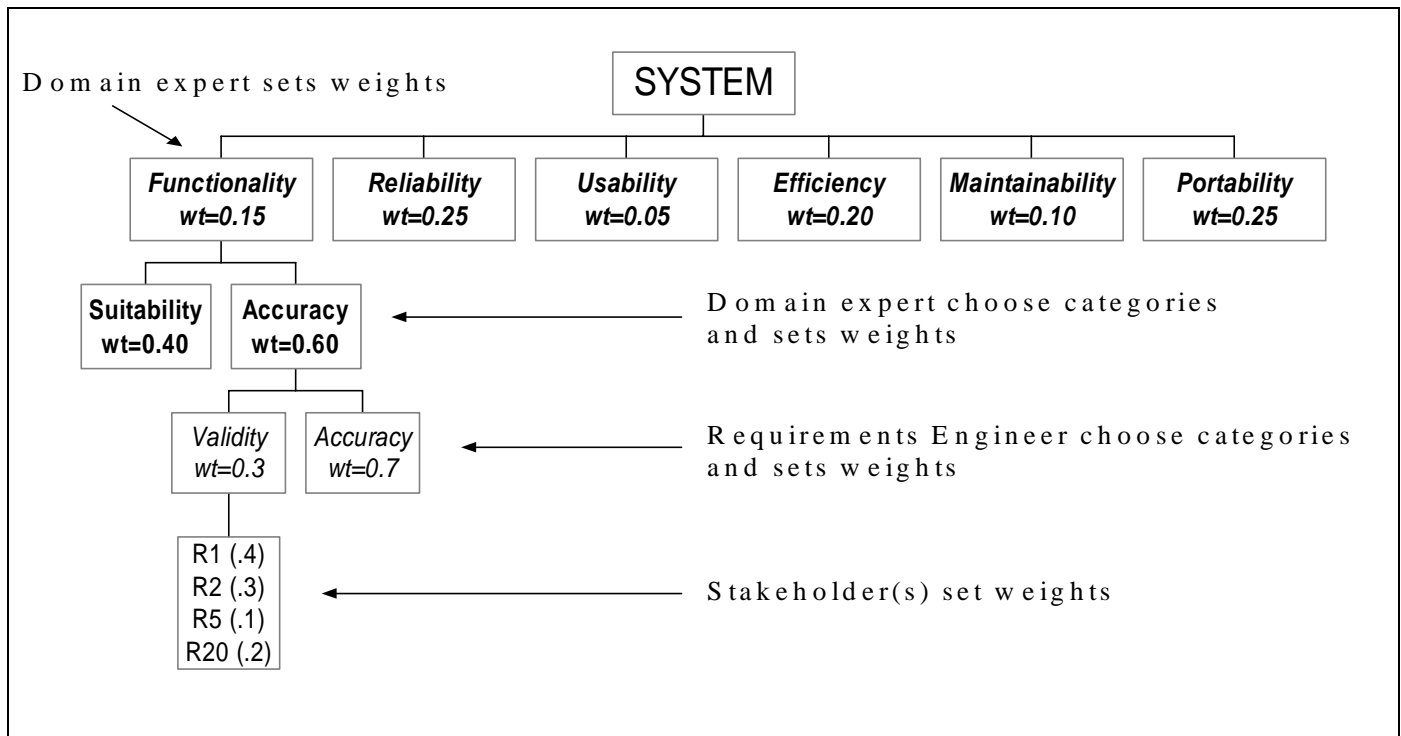 Domain expert sets weights
SYSTEM
Functionality
wt=0.15
Reliability
wt=0.25
Usability
wt=0.05
Efficiency
wt=0.20
Maintainability
wt=0.10
Portability
wt=0.25
Suitability
wt=0.40
Accuracy
wt=0.60
Domain expert choose categories
and sets weights
Validity
wt=0.3
Accuracy
wt=0.7
Requirements Engineer choose categories
and sets weights
R1 (.4)
R2 (.3)
R5 (.1)
R20 (.2)
Stakeholder(s) set weights